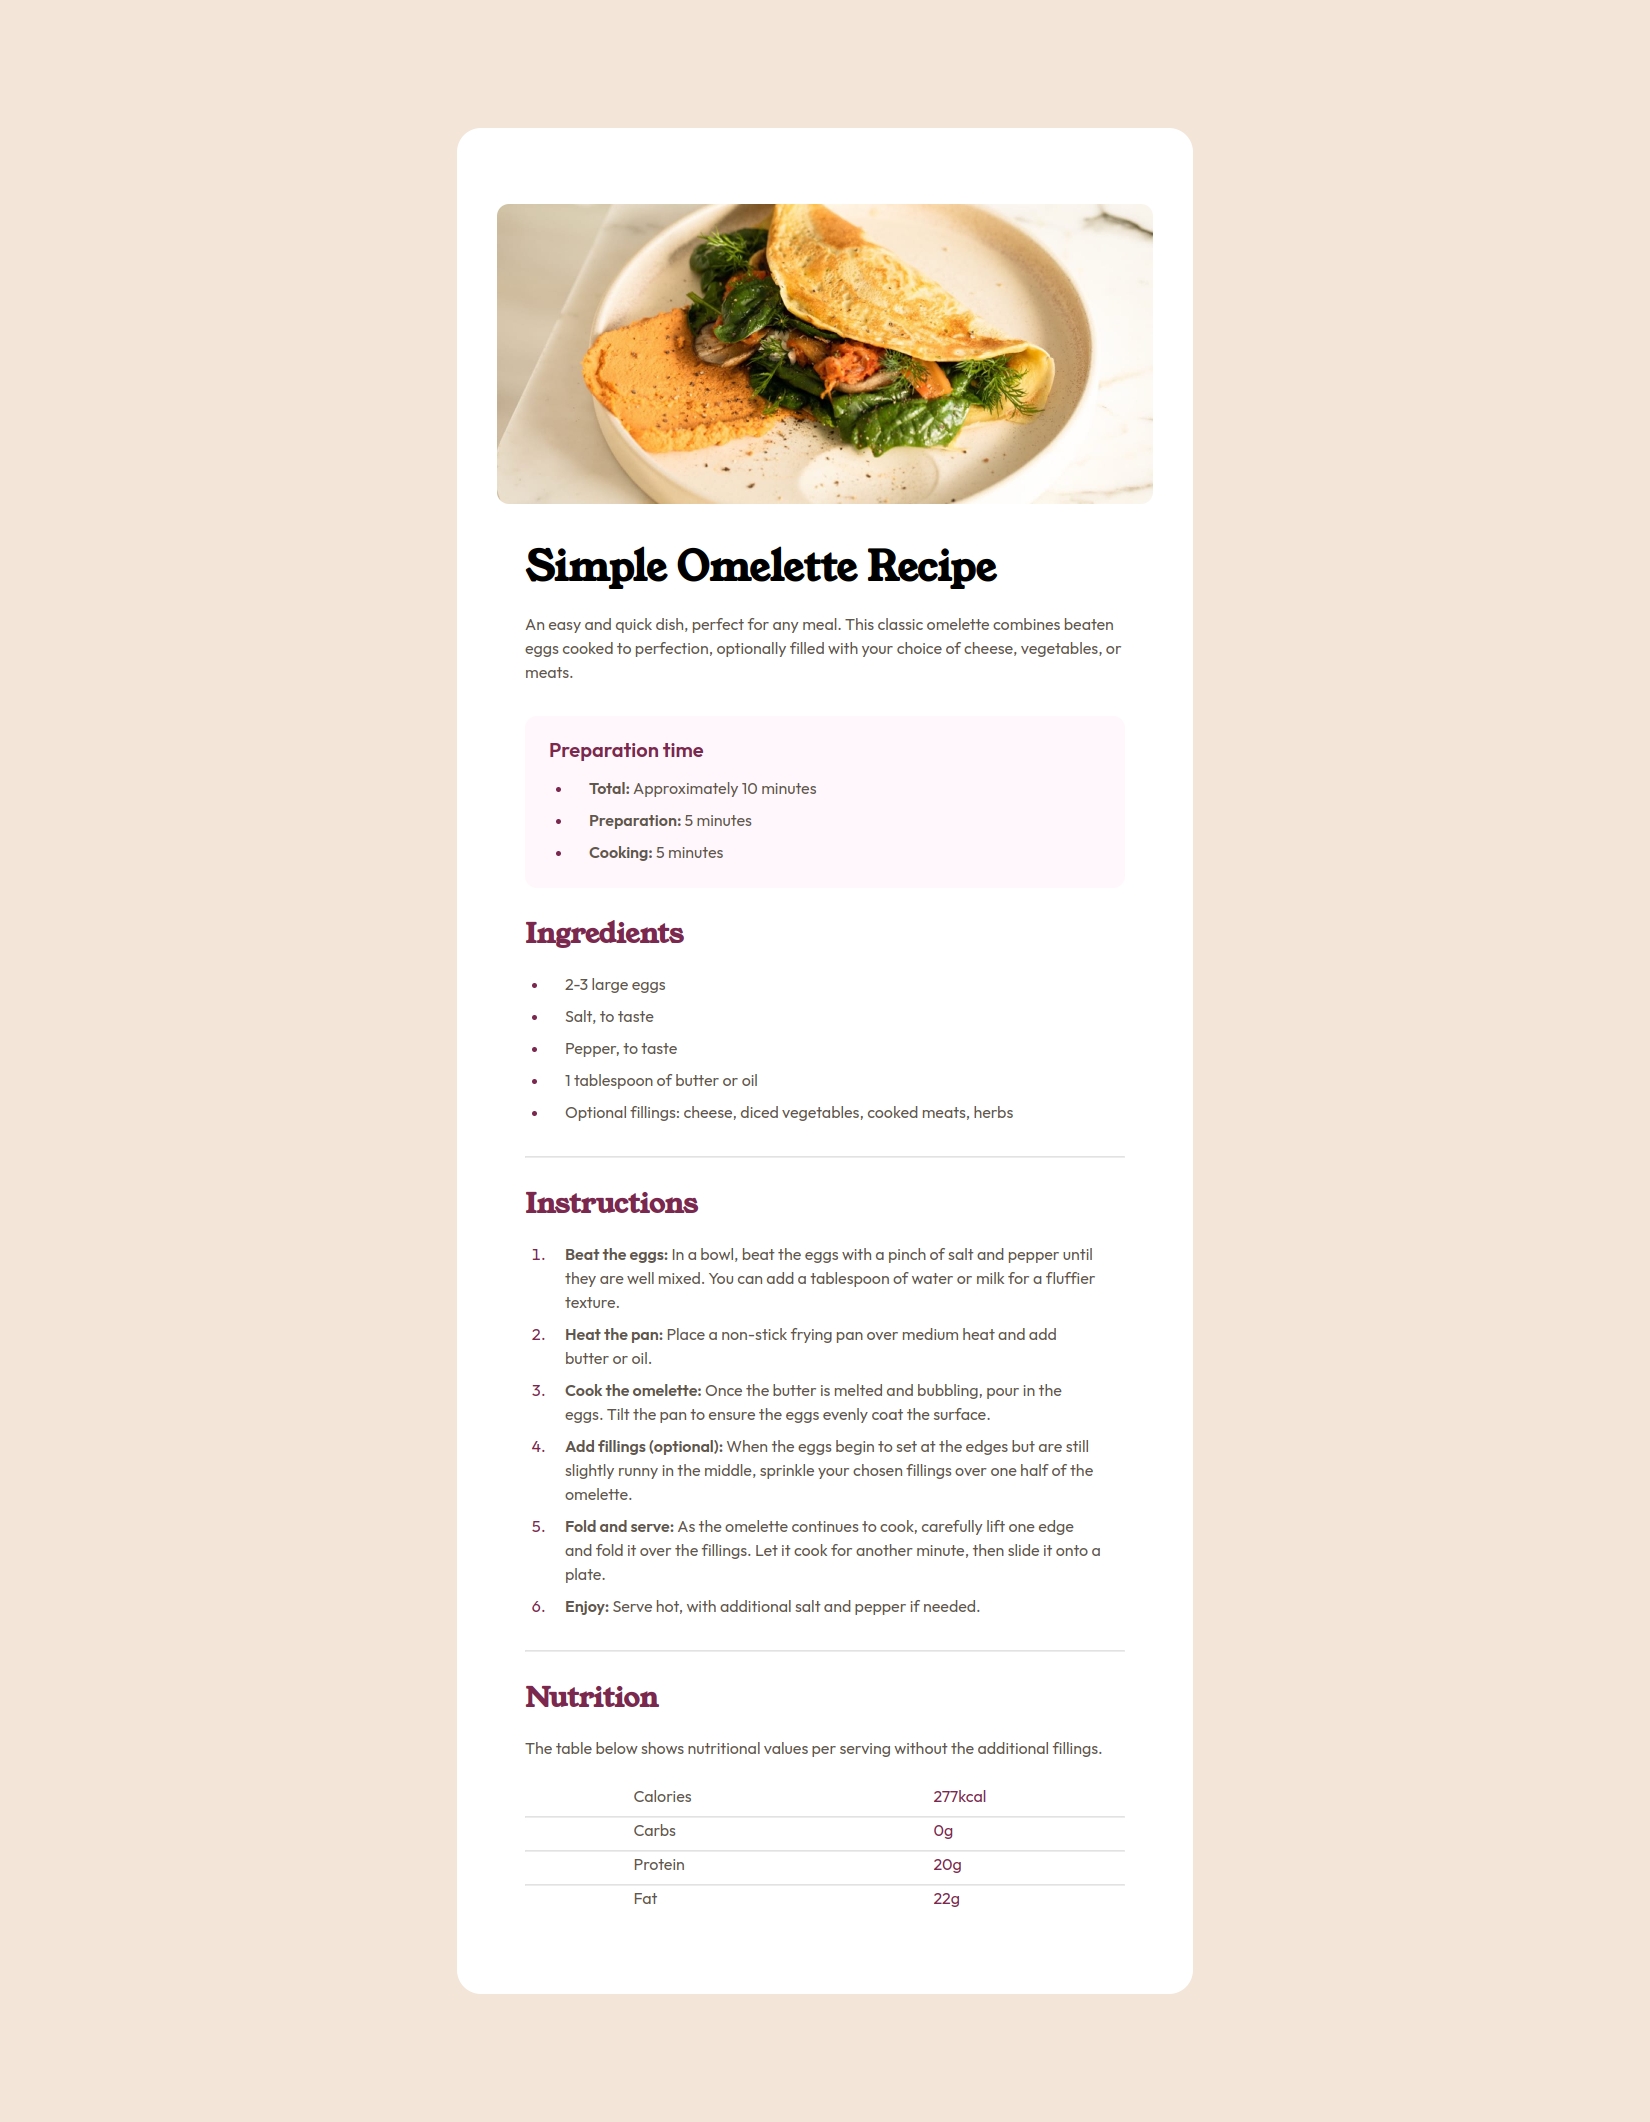 Simple Omelette Recipe
An easy and quick dish, perfect for any meal. This classic omelette combines beaten
eggs cooked to perfection, optionally filled with your choice of cheese, vegetables, or
meats.
Preparation time
• Total: Approximately 10 minutes
• Preparation: 5 minutes
• Cooking: 5 minutes
Ingredients
• 2-3 large eggs
• Salt, to taste
• Pepper, to taste
• 1 tablespoon of butter or oil
• Optional fillings: cheese, diced vegetables, cooked meats, herbs
Instructions
1. Beat the eggs: In a bowl, beat the eggs with a pinch of salt and pepper until
they are well mixed. You can add a tablespoon of water or milk for a fluffier
texture.
2. Heat the pan: Place a non-stick frying pan over medium heat and add
butter or oil.
3. Cook the omelette: Once the butter is melted and bubbling, pour in the
eggs. Tilt the pan to ensure the eggs evenly coat the surface.
4. Add fillings (optional): When the eggs begin to set at the edges but are still
slightly runny in the middle, sprinkle your chosen fillings over one half of the
omelette.
5. Fold and serve: As the omelette continues to cook, carefully lift one edge
and fold it over the fillings. Let it cook for another minute, then slide it onto a
plate.
6. Enjoy: Serve hot, with additional salt and pepper if needed.
Nutrition
The table below shows nutritional values per serving without the additional fillings.
Calories 277kcal
Carbs 0g
Protein 20g
Fat 22g